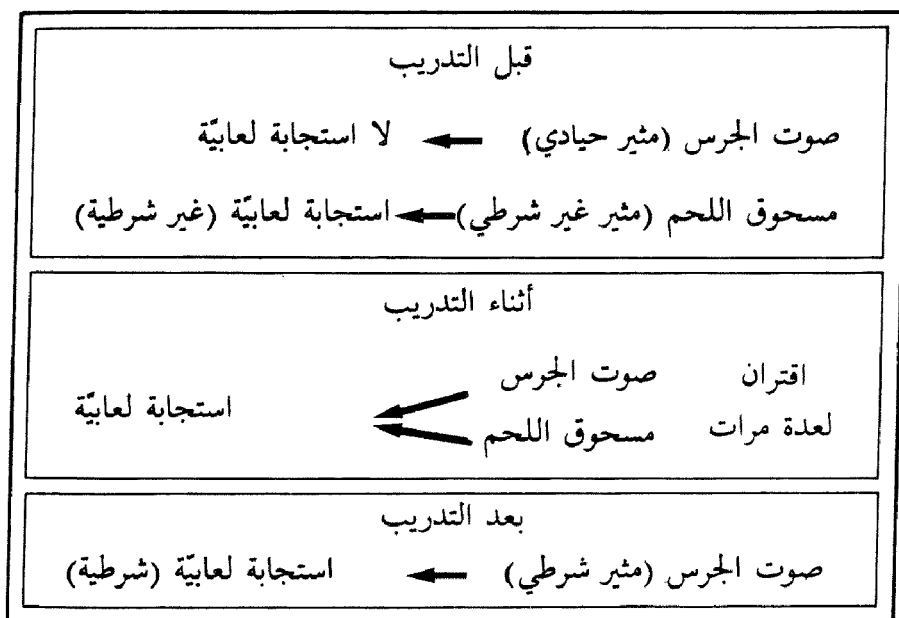 قبل التدريب
صوت الجرس (مثير حيادي) لا استجابة لعابيّة
مسحوق اللحم (مثير غير شرطي) استجابة لعابيّة (غير شرطية)
أثناء التدريب
اقتران صوت الجرس
استجابة لعابيّة
لعدة مرات مسحوق اللحم
بعد التدريب
صوت الجرس (مثير شرطي) استجابة لعابيّة (شرطية)